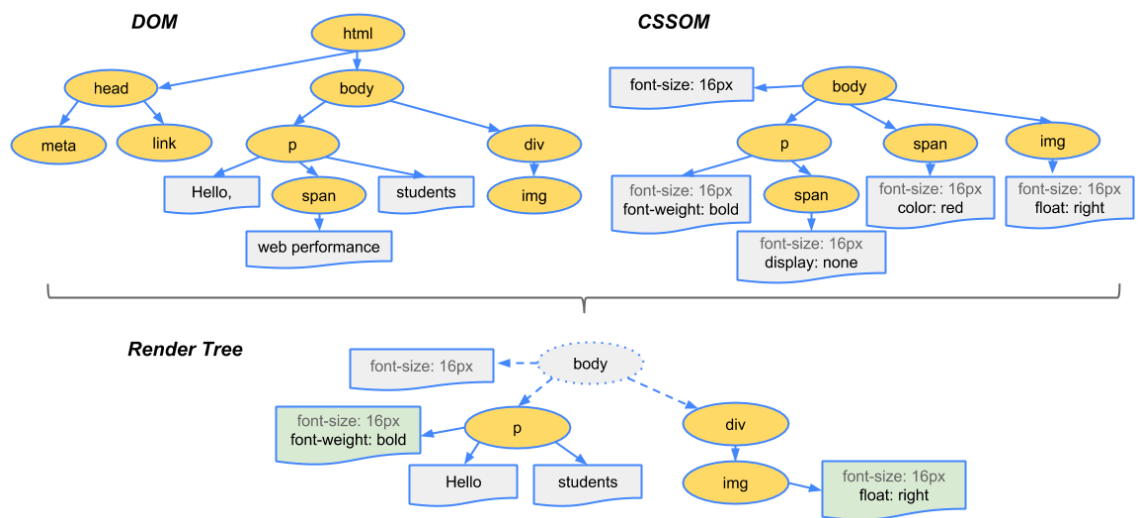 DOM
CSSOM
html
head
body
meta
link
p
div
Hello,
span
students
img
web performance
font-size: 16px
body
p
span
img
font-size: 16px
font-weight: bold
span
font-size: 16px
color: red
font-size: 16px
float: right
font-size: 16px
display: none
Render Tree
font-size: 16px
body
font-size: 16px
font-weight: bold
p
div
Hello
students
img
font-size: 16px
float: right